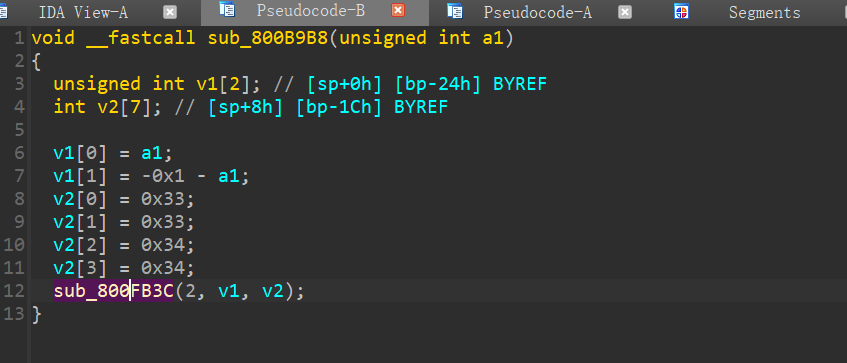 IDA View-A Pseudocode-B Pseudocode-A Segments
1 void __fastcall sub_800B9B8(unsigned int a1)
2 {
3 unsigned int v1[2]; // [sp+0h] [bp-24h] BYREF
4 int v2[7]; // [sp+8h] [bp-1Ch] BYREF
5
6 v1[0] = a1;
7 v1[1] = -0x1 - a1;
8 v2[0] = 0x33;
9 v2[1] = 0x33;
10 v2[2] = 0x34;
11 v2[3] = 0x34;
12 sub_800FB3C(2, v1, v2);
13 }